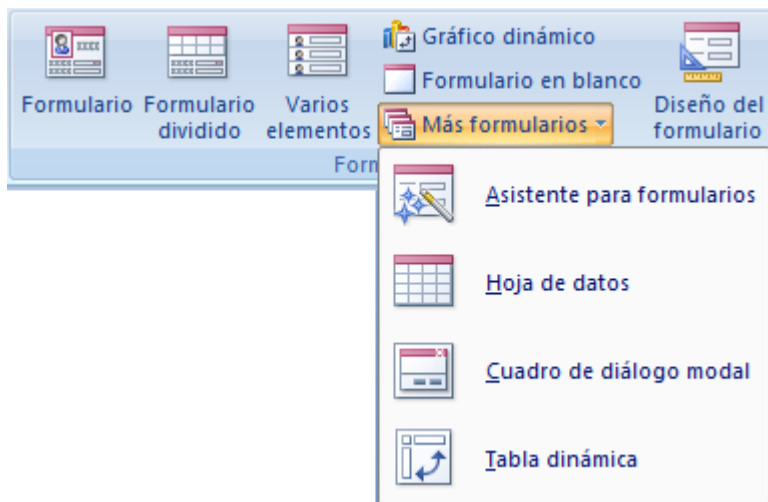 Formulario
Formulario dividido
Varios elementos
Gráfico dinámico
Formulario en blanco
Más formularios
Diseño del formulario
Asistente para formularios
Hoja de datos
Cuadro de diálogo modal
Tabla dinámica